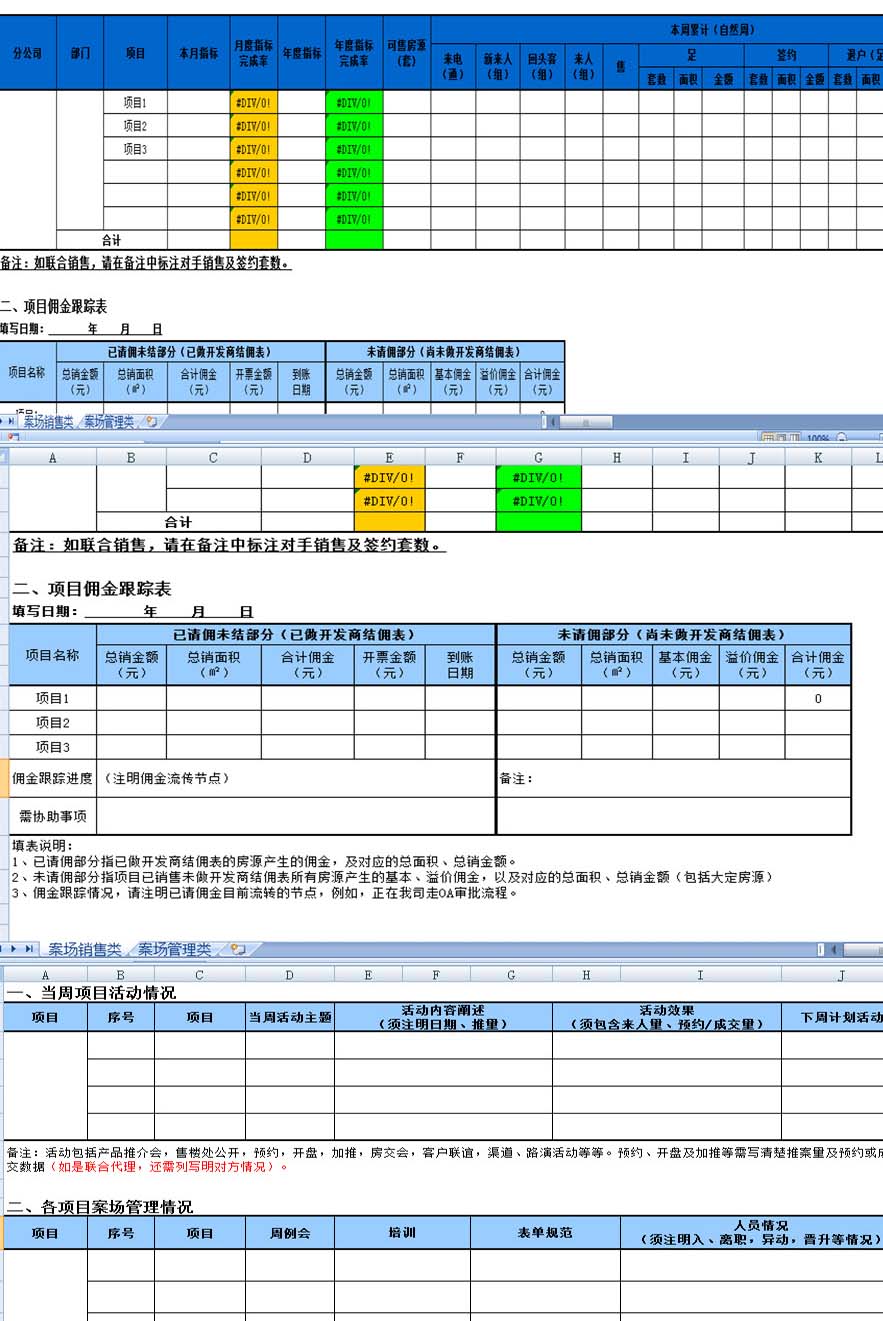 本周累计（自然周）
分公司 部门 项目 本月指标 月度指标完成率 年度指标 年度指标完成率 可售房源（套） 来电（通） 新来人（组） 回头客（组） 来人（组） 售 足 签约 退户（足
套数 面积 金额 套数 面积 金额 套数 面积
项目1 #DIV/0! #DIV/0!
项目2 #DIV/0! #DIV/0!
项目3 #DIV/0! #DIV/0!
#DIV/0! #DIV/0!
#DIV/0! #DIV/0!
#DIV/0! #DIV/0!
合计
备注：如联合销售，请在备注中标注对手销售及签约套数。
二、项目佣金跟踪表
填写日期： 年 月 日
项目名称 已请佣未结部分（已做开发商结佣表） 未请佣部分（尚未做开发商结佣表）
总销金额（元） 总销面积（㎡） 合计佣金（元） 开票金额（元） 到账日期 总销金额（元） 总销面积（㎡） 基本佣金（元） 溢价佣金（元） 合计佣金（元）
案场销售类 案场管理类
100%
A B C D E F G H I J K L
#DIV/0! #DIV/0!
#DIV/0! #DIV/0!
合计
备注：如联合销售，请在备注中标注对手销售及签约套数。
二、项目佣金跟踪表
填写日期： 年 月 日
项目名称 已请佣未结部分（已做开发商结佣表） 未请佣部分（尚未做开发商结佣表）
总销金额（元） 总销面积（㎡） 合计佣金（元） 开票金额（元） 到账日期 总销金额（元） 总销面积（㎡） 基本佣金（元） 溢价佣金（元） 合计佣金（元）
项目1 0
项目2
项目3
佣金跟踪进度 （注明佣金流传节点） 备注：
需协助事项
填表说明：
1、已请佣部分指已做开发商结佣表的房源产生的佣金，及对应的总面积、总销金额。
2、未请佣部分指项目已销售未做开发商结佣表所有房源产生的基本、溢价佣金，以及对应的总面积、总销金额（包括大定房源）
3、佣金跟踪情况，请注明已请佣金目前流转的节点，例如，正在我司走OA审批流程。
案场销售类 案场管理类
A B C D E F G H I J
一、当周项目活动情况
项目 序号 项目 当周活动主题 活动内容阐述（须注明日期、推量） 活动效果（须包含来人量、预约/成交量） 下周计划活动
备注：活动包括产品推介会，售楼处公开，预约，开盘，加推，房交会，客户联谊，渠道、路演活动等等。预约、开盘及加推等需写清楚推案量及预约或成
交数据（如是联合代理，还需列写明对方情况）。
二、各项目案场管理情况
项目 序号 项目 周例会 培训 表单规范 人员情况（须注明入、离职，异动，晋升等情况）